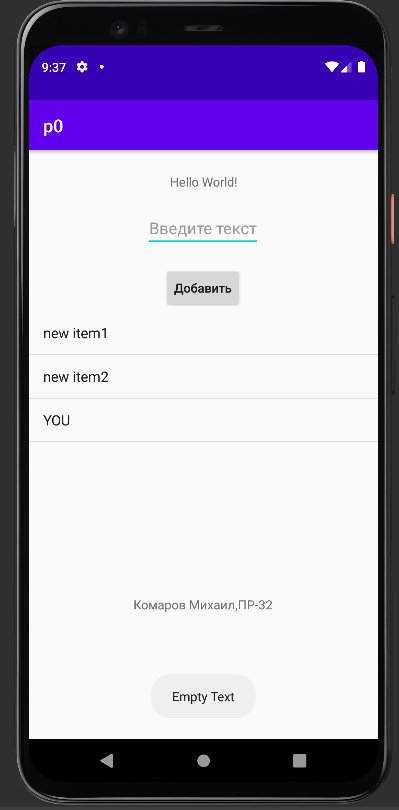 9:37
p0
Hello World!
Введите текст
Добавить
new item1
new item2
YOU
Комаров Михаил,ПР-32
Empty Text